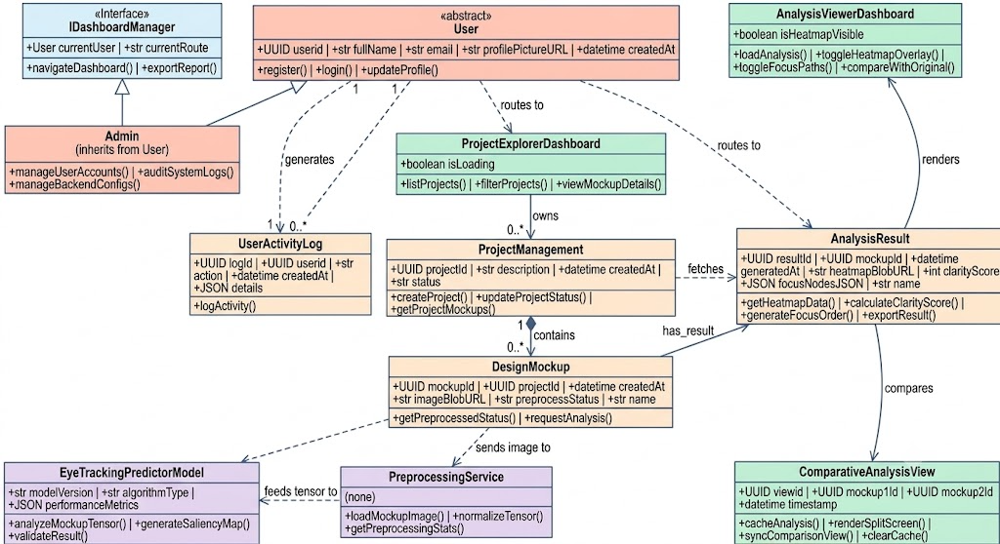 «Interface»
IDashboardManager
+User currentUser | +str currentRoute
+navigateDashboard() | +exportReport()
«abstract»
User
+UUID userid | +str fullName | +str email | +str profilePictureURL | +datetime createdAt
+register() | +login() | +updateProfile()
AnalysisViewerDashboard
+boolean isHeatmapVisible
+loadAnalysis() | +toggleHeatmapOverlay() |
+toggleFocusPaths() | +compareWithOriginal()
Admin
(inherits from User)
+manageUserAccounts() | +auditSystemLogs()
+manageBackendConfigs()
1
1
generates
1
0..*
routes to
routes to
renders
ProjectExplorerDashboard
+boolean isLoading
+listProjects() | +filterProjects() | +viewMockupDetails()
owns
0..*
UserActivityLog
+UUID logId | +UUID userid | +str
action | +datetime createdAt |
+JSON details
+logActivity()
ProjectManagement
+UUID projectId | +str description | +datetime createdAt |
+str status
+createProject() | +updateProjectStatus() |
+getProjectMockups()
fetches
AnalysisResult
+UUID resultId | +UUID mockupId | +datetime
generatedAt | +str heatmapBlobURL | +int clarityScore
+JSON focusNodesJSON | +str name
+getHeatmapData() | +calculateClarityScore() |
+generateFocusOrder() | +exportResult()
1
contains
0..*
has_result
DesignMockup
+UUID mockupId | +UUID projectId | +datetime createdAt
+str imageBlobURL | +str preprocessStatus | +str name
+getPreprocessedStatus() | +requestAnalysis()
compares
sends image to
EyeTrackingPredictorModel
+str modelVersion | +str algorithmType |
+JSON performanceMetrics
+analyzeMockupTensor() | +generateSaliencyMap() |
+validateResult()
feeds tensor to
PreprocessingService
(none)
+loadMockupImage() | +normalizeTensor() |
+getPreprocessingStats()
ComparativeAnalysisView
+UUID viewid | +UUID mockup1Id | +UUID mockup2Id
+datetime timestamp
+cacheAnalysis() | +renderSplitScreen() |
+syncComparisonView() | +clearCache()